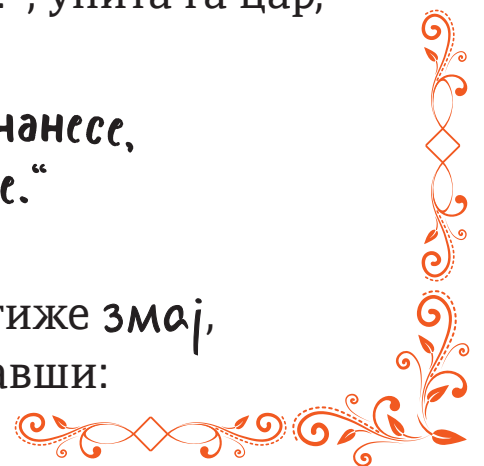 “, упита га цар,
нанесе,
е.“
тиже змај,
авши: